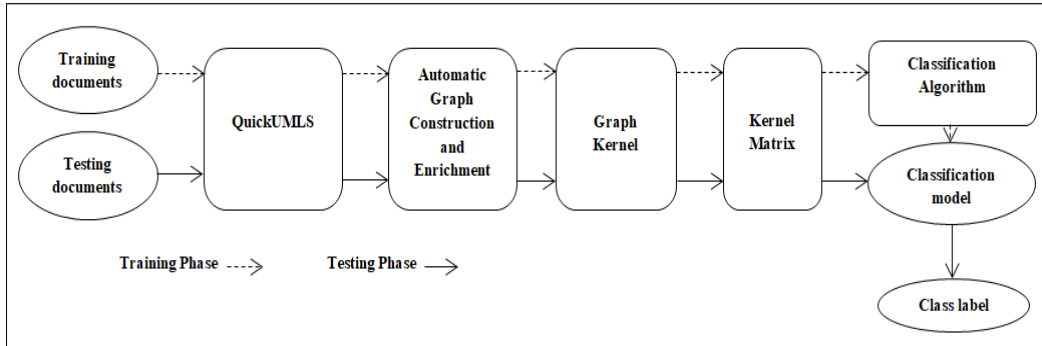 Training
documents
Testing
documents
QuickUMLS
Automatic
Graph
Construction
and
Enrichment
Graph
Kernel
Kernel
Matrix
Classification
Algorithm
Classification
model
Class label
Training Phase
Testing Phase